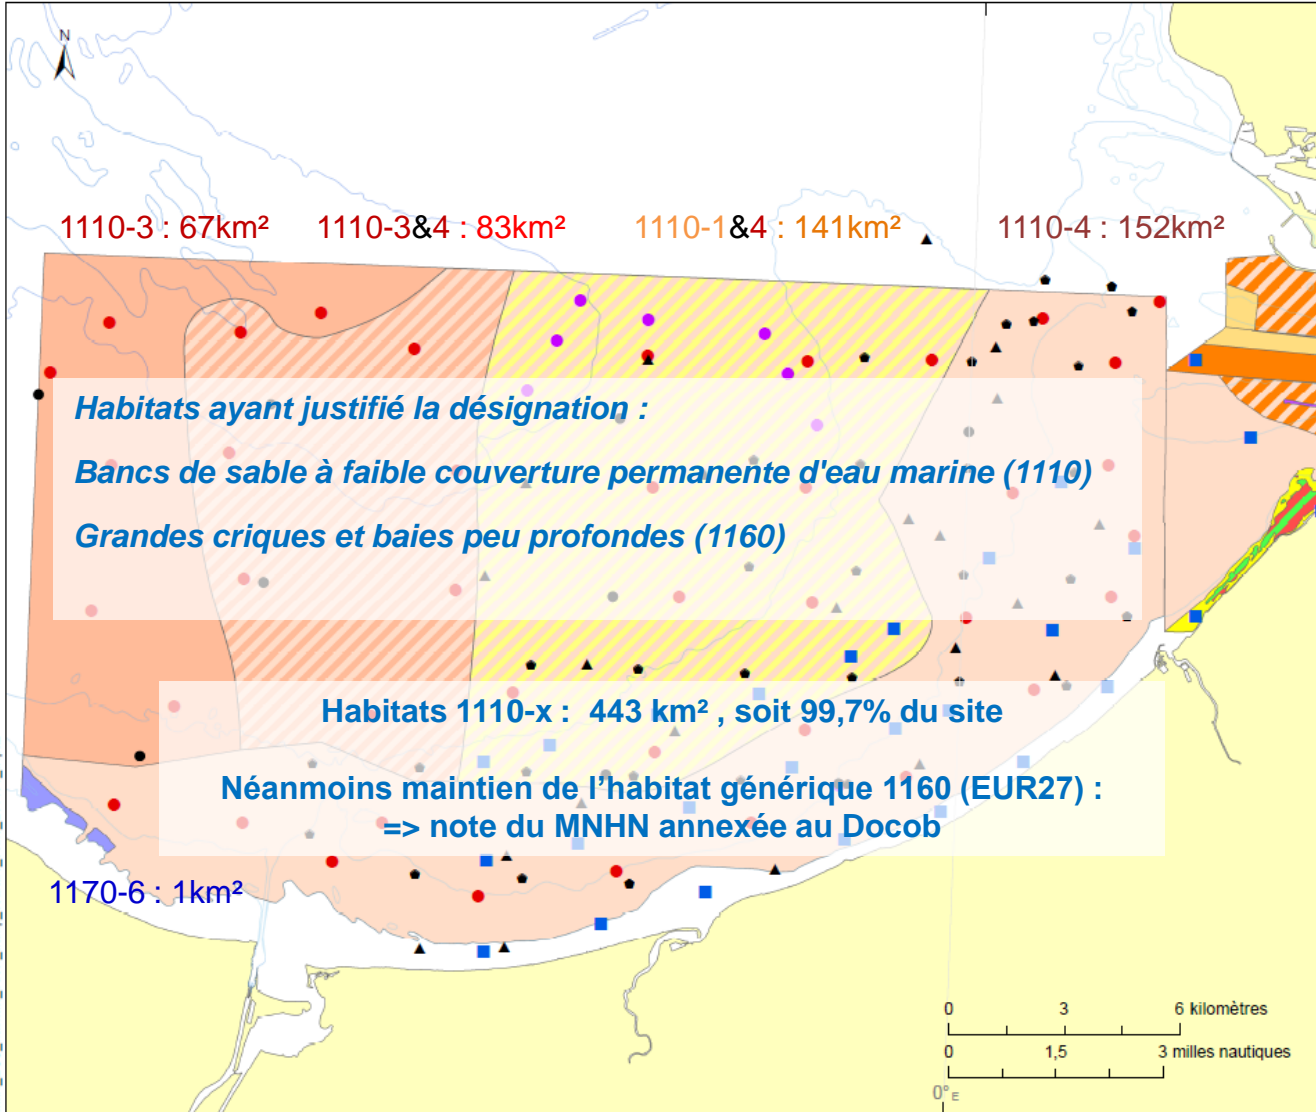 N
1110-3 : 67km²
1110-3&4 : 83km²
1110-1&4 : 141km²
1110-4 : 152km²
Habitats ayant justifié la désignation :
Bancs de sable à faible couverture permanente d'eau marine (1110)
Grandes criques et baies peu profondes (1160)
Habitats 1110-x : 443 km² , soit 99,7% du site
Néanmoins maintien de l'habitat générique 1160 (EUR27) :
=> note du MNHN annexée au Docob
1170-6 : 1km²
0 3 6 kilomètres
0 1,5 3 milles nautiques
0° E